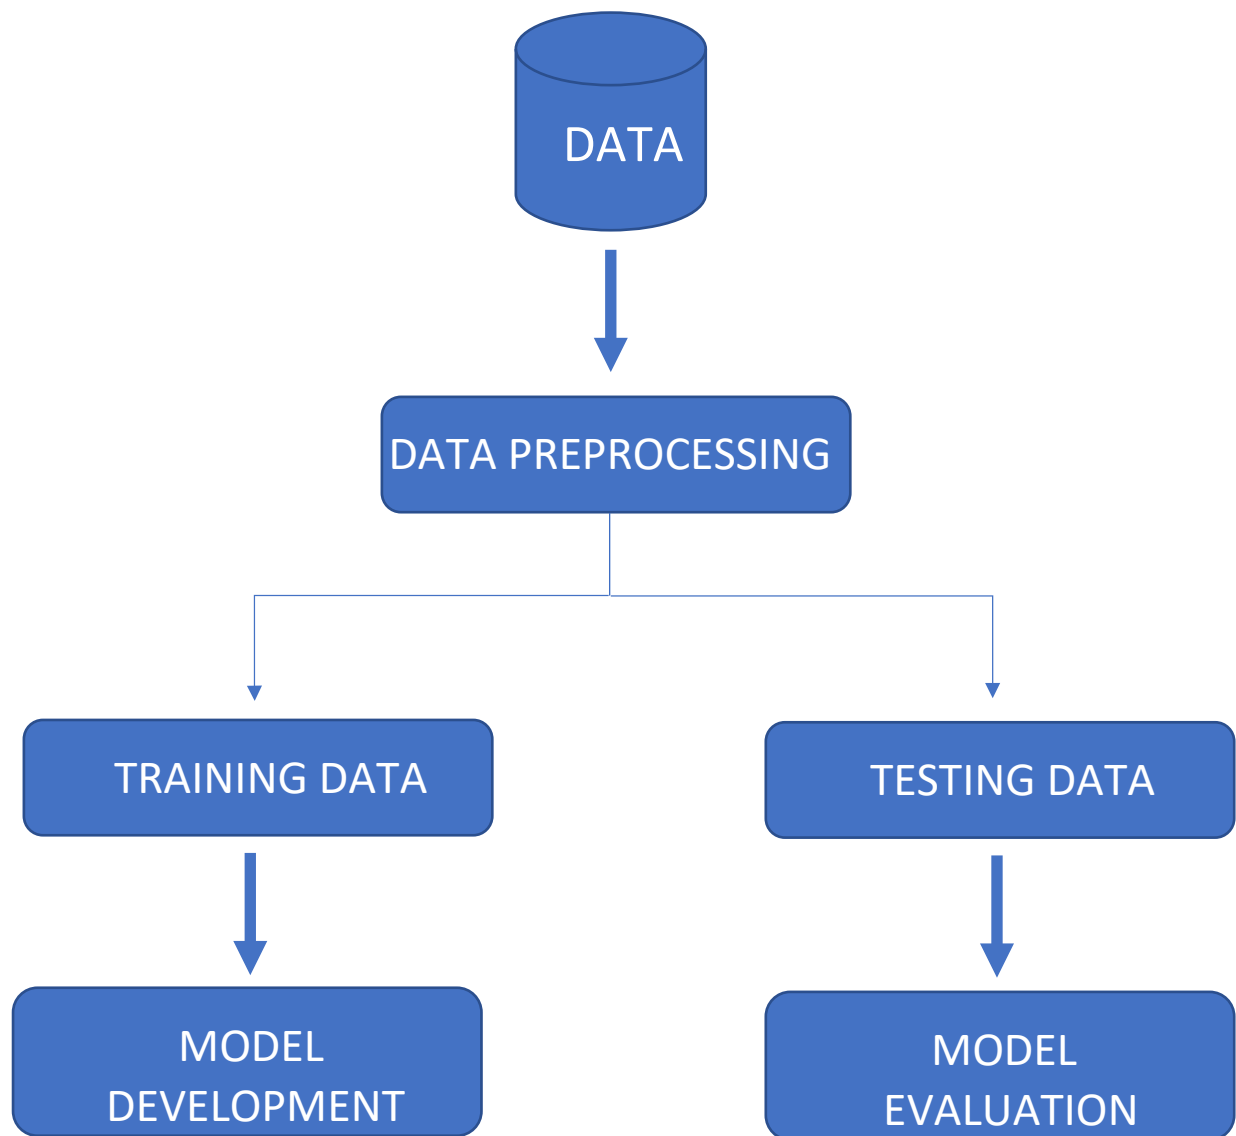 DATA
DATA PREPROCESSING
TRAINING DATA
TESTING DATA
MODEL
DEVELOPMENT
MODEL
EVALUATION